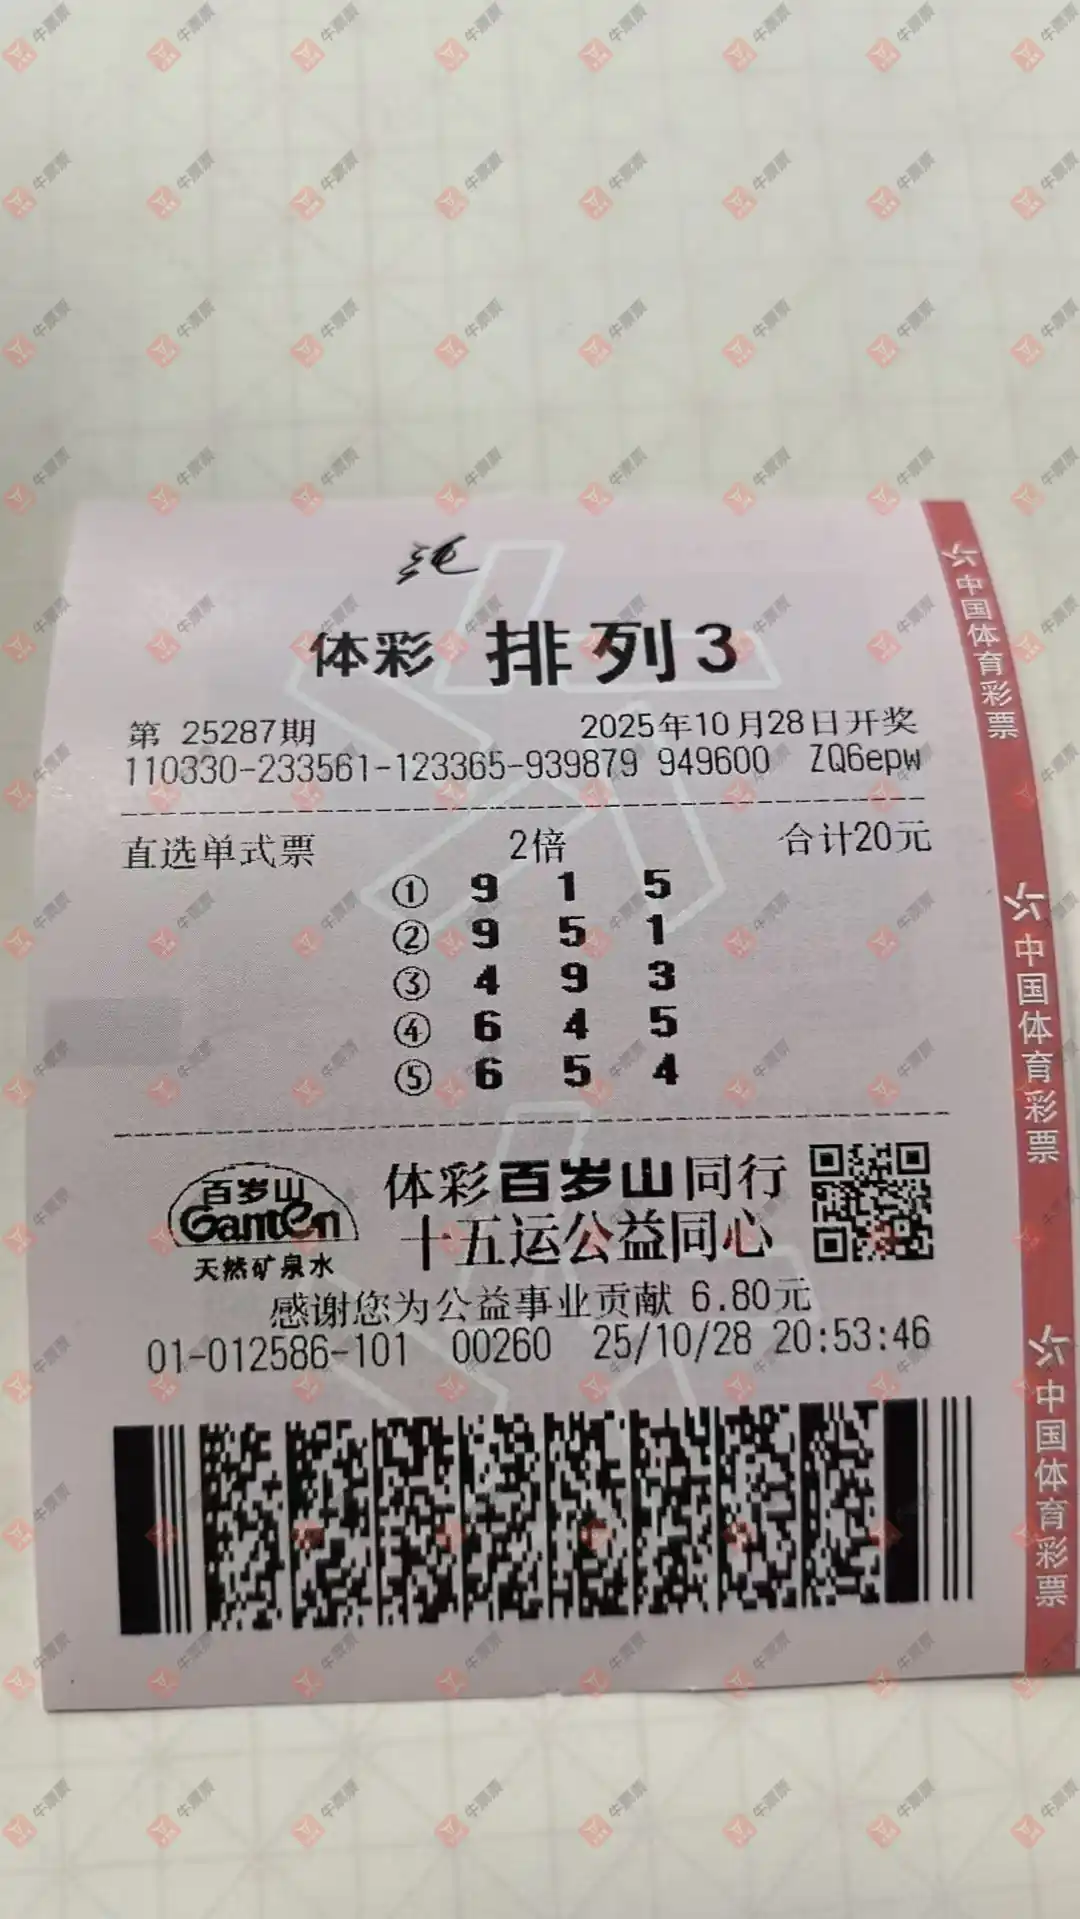 体彩 排列3
第 25287期 2025年10月28日开奖
110330-233561-123365-939879 949600 ZQ6epw
直选单式票 2倍 合计20元
① 9 1 5
② 9 5 1
③ 4 9 3
④ 6 4 5
⑤ 6 5 4
百岁山
Ganten
天然矿泉水
体彩百岁山同行
十五运公益同心
感谢您为公益事业贡献 6.80元
01-012586-101 00260 25/10/28 20:53:46
中国体育彩票
中国体育彩票
中国体育彩票
牛票票